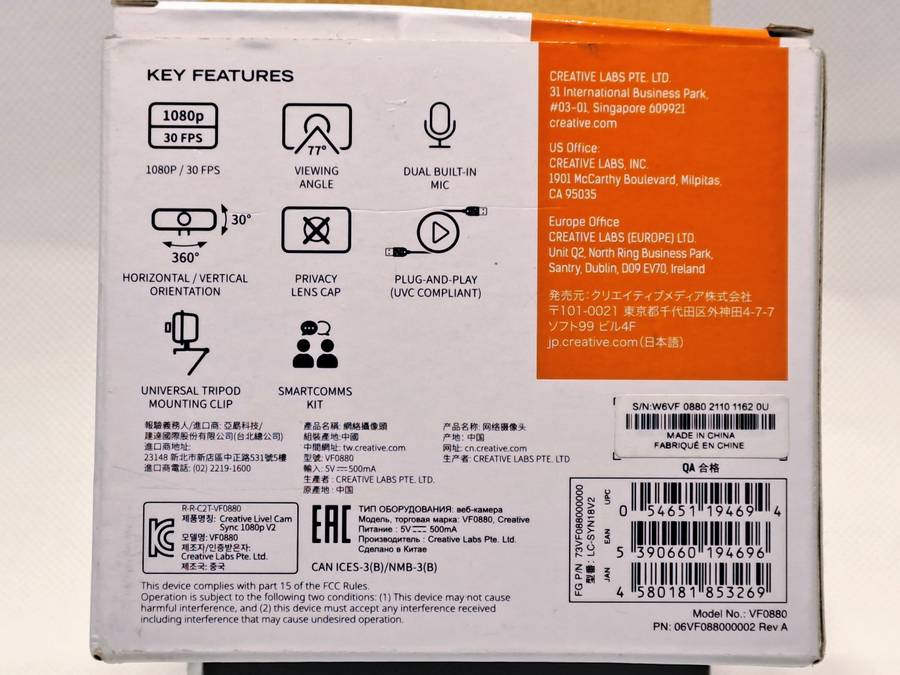 KEY FEATURES
1080p
30 FPS
1080P / 30 FPS
77°
VIEWING
ANGLE
DUAL BUILT-IN
MIC
30°
360°
HORIZONTAL / VERTICAL
ORIENTATION
PRIVACY
LENS CAP
PLUG-AND-PLAY
(UVC COMPLIANT)
UNIVERSAL TRIPOD
MOUNTING CLIP
SMARTCOMMS
KIT
CREATIVE LABS PTE. LTD.
31 International Business Park,
#03-01, Singapore 609921
creative.com
US Office:
CREATIVE LABS, INC.
1901 McCarthy Boulevard, Milpitas,
CA 95035
Europe Office
CREATIVE LABS (EUROPE) LTD.
Unit Q2, North Ring Business Park,
Santry, Dublin, D09 EV70, Ireland
発売元：クリエイティブメディア株式会社
〒101-0021 東京都千代田区外神田4-7-7
ソフト99 ビル4F
jp.creative.com（日本語）
報驗義務人/進口商: 亞易科技/
建達國際股份有限公司(台北總公司)
進口商地址:
23148 新北市新店區中正路531號5樓
進口商電話: (02) 2219-1600
產品名稱: 網絡攝像頭
組裝產地:中國
中間網址: tw.creative.com
型號: VF0880
輸入: 5V⎓500mA
生產者 : CREATIVE LABS PTE. LTD.
原產地 : 中国
产品名称: 网络摄像头
产地: 中国
网址: cn.creative.com
生产者: CREATIVE LABS PTE. LTD
S/N:W6VF 0880 2110 1162 0U
MADE IN CHINA
FABRIQUÉ EN CHINE
QA 合格
R-R-C2T-VF0880
제품명칭: Creative Live! Cam
Sync 1080p V2
모델명: VF0880
제조자/인증받은자:
Creative Labs Pte. Ltd.
제조국: 중국
EAC
ТИП ОБОРУДОВАНИЯ: веб-камера
Модель, торговая марка: VF0880, Creative
Питание : 5V⎓ 500mA
Производитель : Creative Labs Pte. Ltd.
Сделано в Китае
CAN ICES-3(B)/NMB-3(B)
This device complies with part 15 of the FCC Rules.
Operation is subject to the following two conditions: (1) This device may not cause
harmful interference, and (2) this device must accept any interference received
including interference that may cause undesired operation.
FG P/N 73VF088000000
型番: LC-SYN18V2
UPC
0 54651 19469 4
EAN
5 390660 194696
JAN
4 580181 853269
Model No.: VF0880
PN: 06VF088000002 Rev A